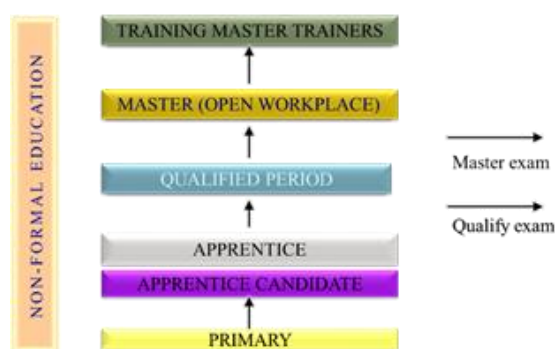 NON-FORMAL EDUCATION
TRAINING MASTER TRAINERS
MASTER (OPEN WORKPLACE)
QUALIFIED PERIOD
APPRENTICE
APPRENTICE CANDIDATE
PRIMARY
Master exam
Qualify exam